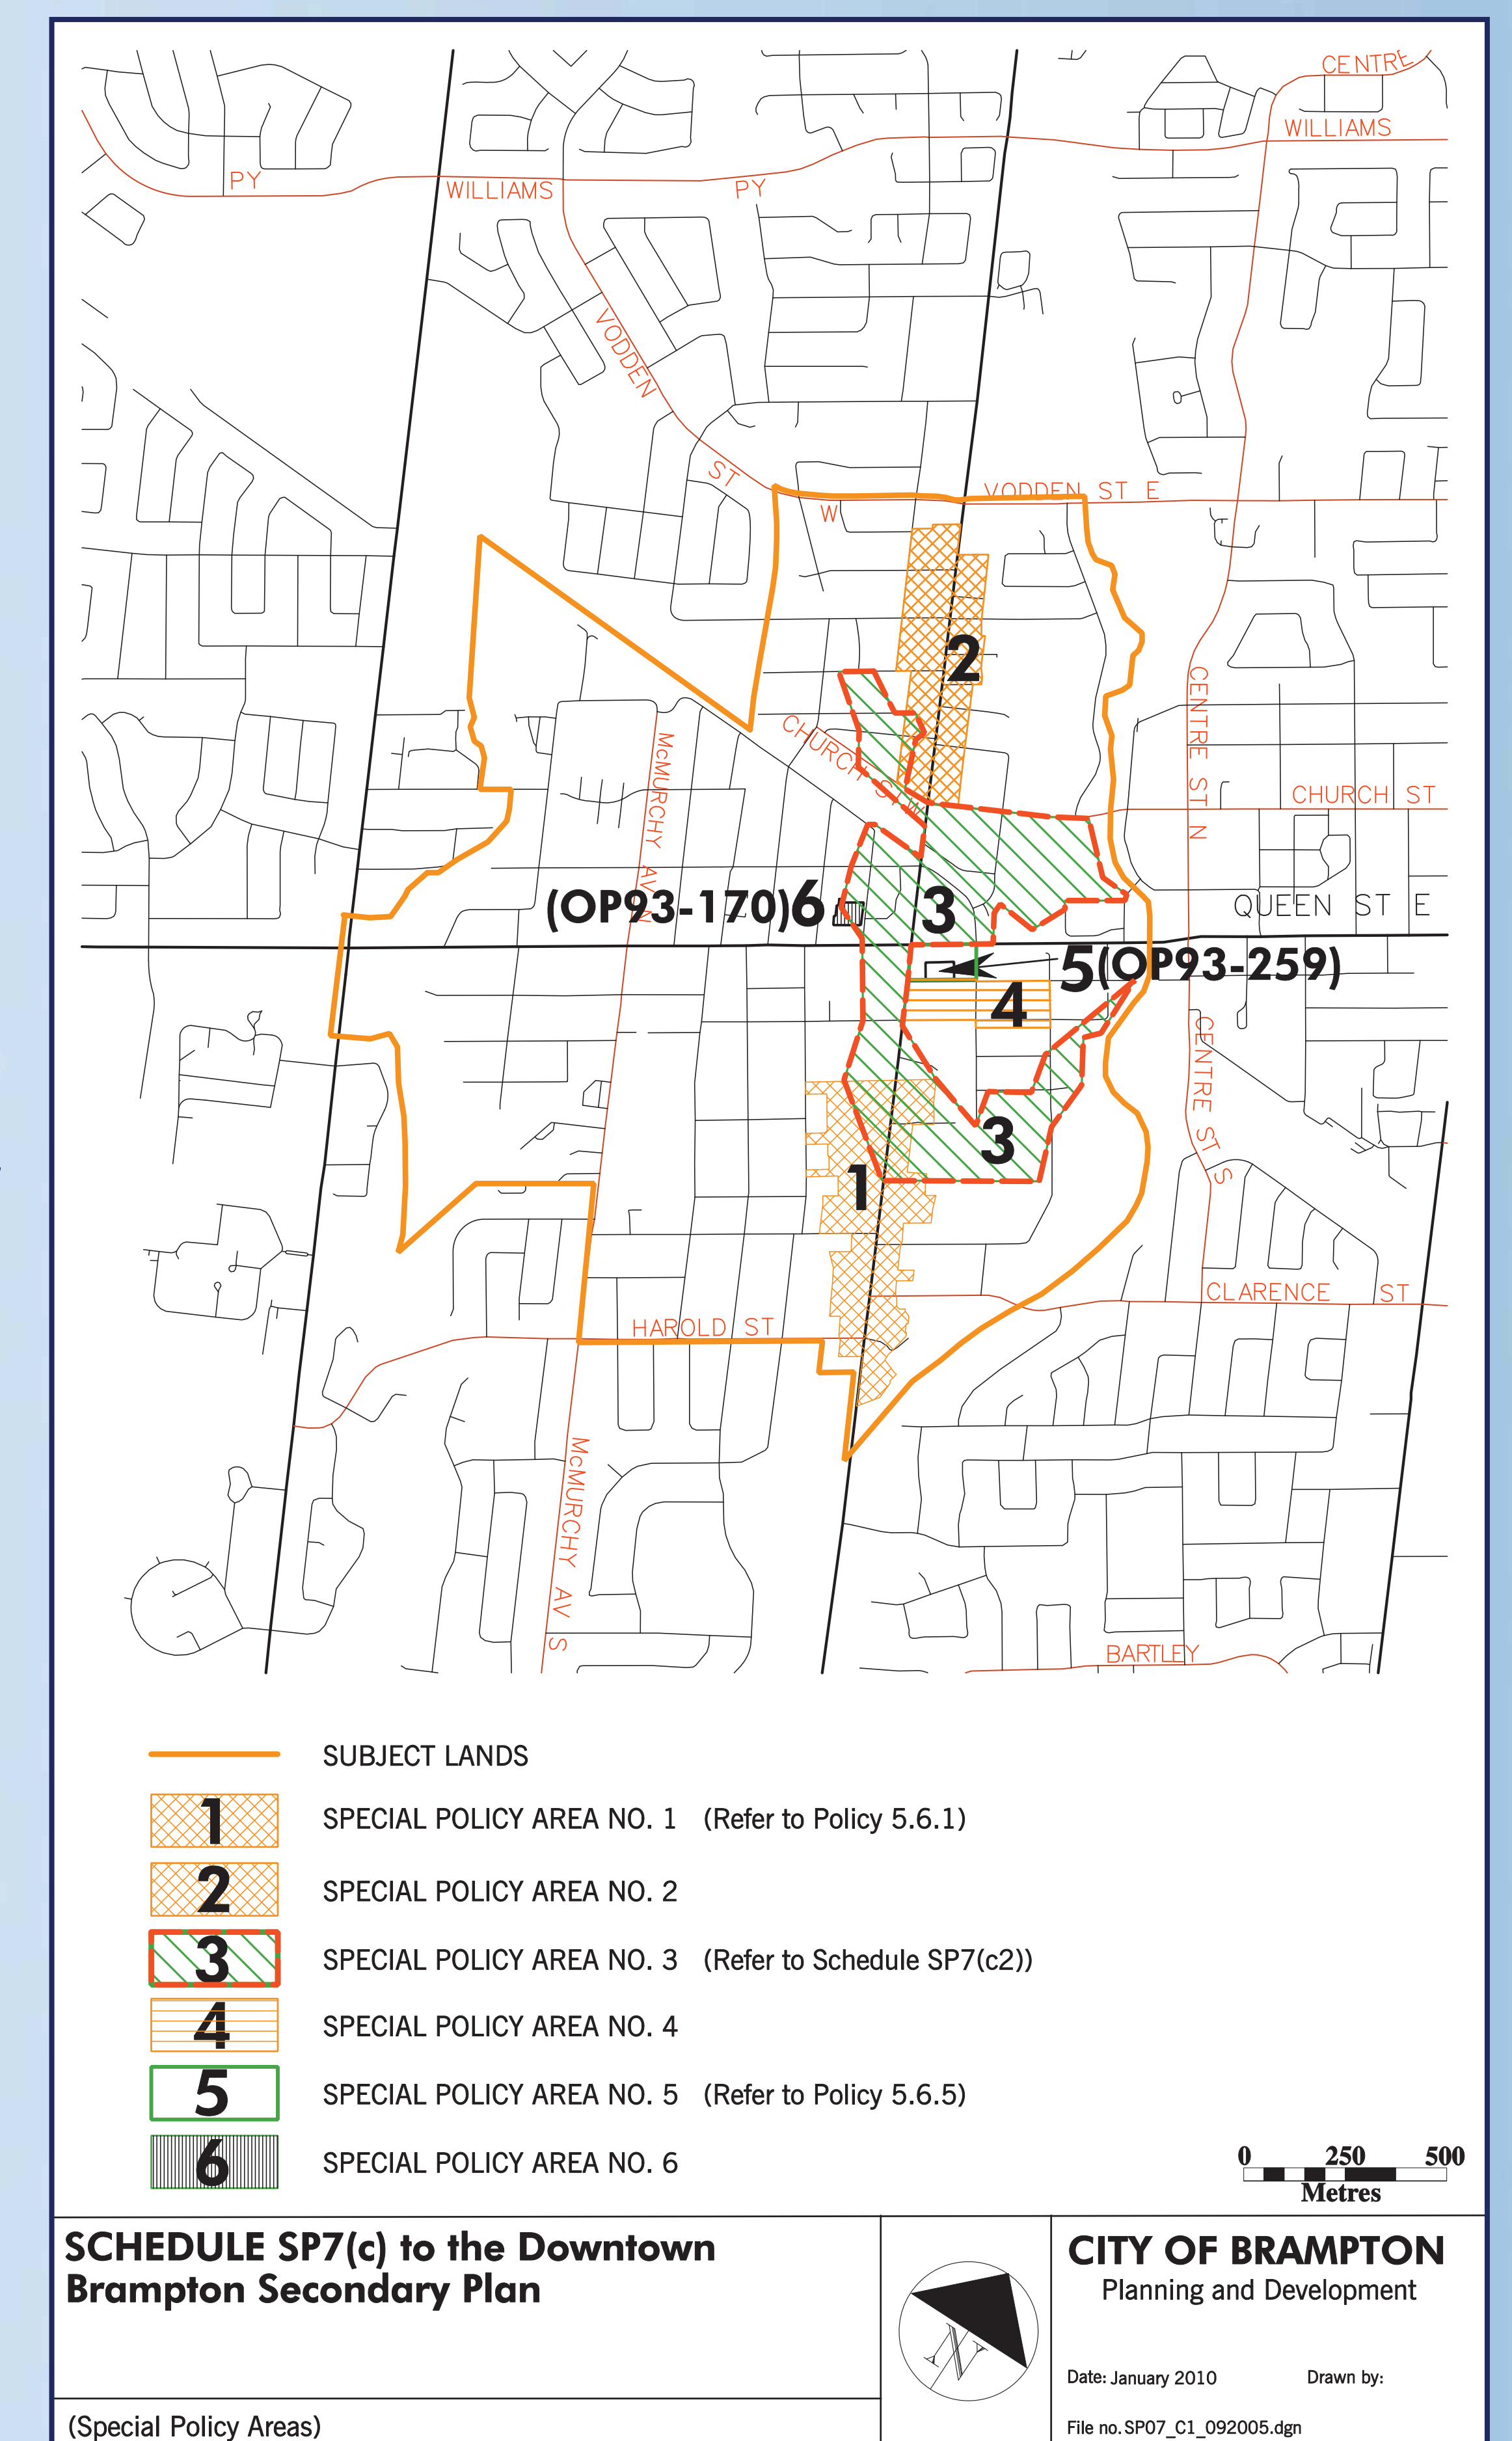 CENTRE
WILLIAMS
PY
WILLIAMS
PY
VODDEN
ST
W
VODDEN ST E
2
CHURCH ST W
McMURCHY AV N
CENTRE ST N
CHURCH ST
(OP93-170)6
3
QUEEN ST E
5(OP93-259)
4
CENTRE ST S
3
1
CLARENCE ST
HAROLD ST
McMURCHY AV S
BARTLEY
SUBJECT LANDS
1 SPECIAL POLICY AREA NO. 1 (Refer to Policy 5.6.1)
2 SPECIAL POLICY AREA NO. 2
3 SPECIAL POLICY AREA NO. 3 (Refer to Schedule SP7(c2))
4 SPECIAL POLICY AREA NO. 4
5 SPECIAL POLICY AREA NO. 5 (Refer to Policy 5.6.5)
6 SPECIAL POLICY AREA NO. 6
0 250 500
Metres
SCHEDULE SP7(c) to the Downtown
Brampton Secondary Plan
(Special Policy Areas)
N
CITY OF BRAMPTON
Planning and Development
Date: January 2010 Drawn by:
File no. SP07_C1_092005.dgn